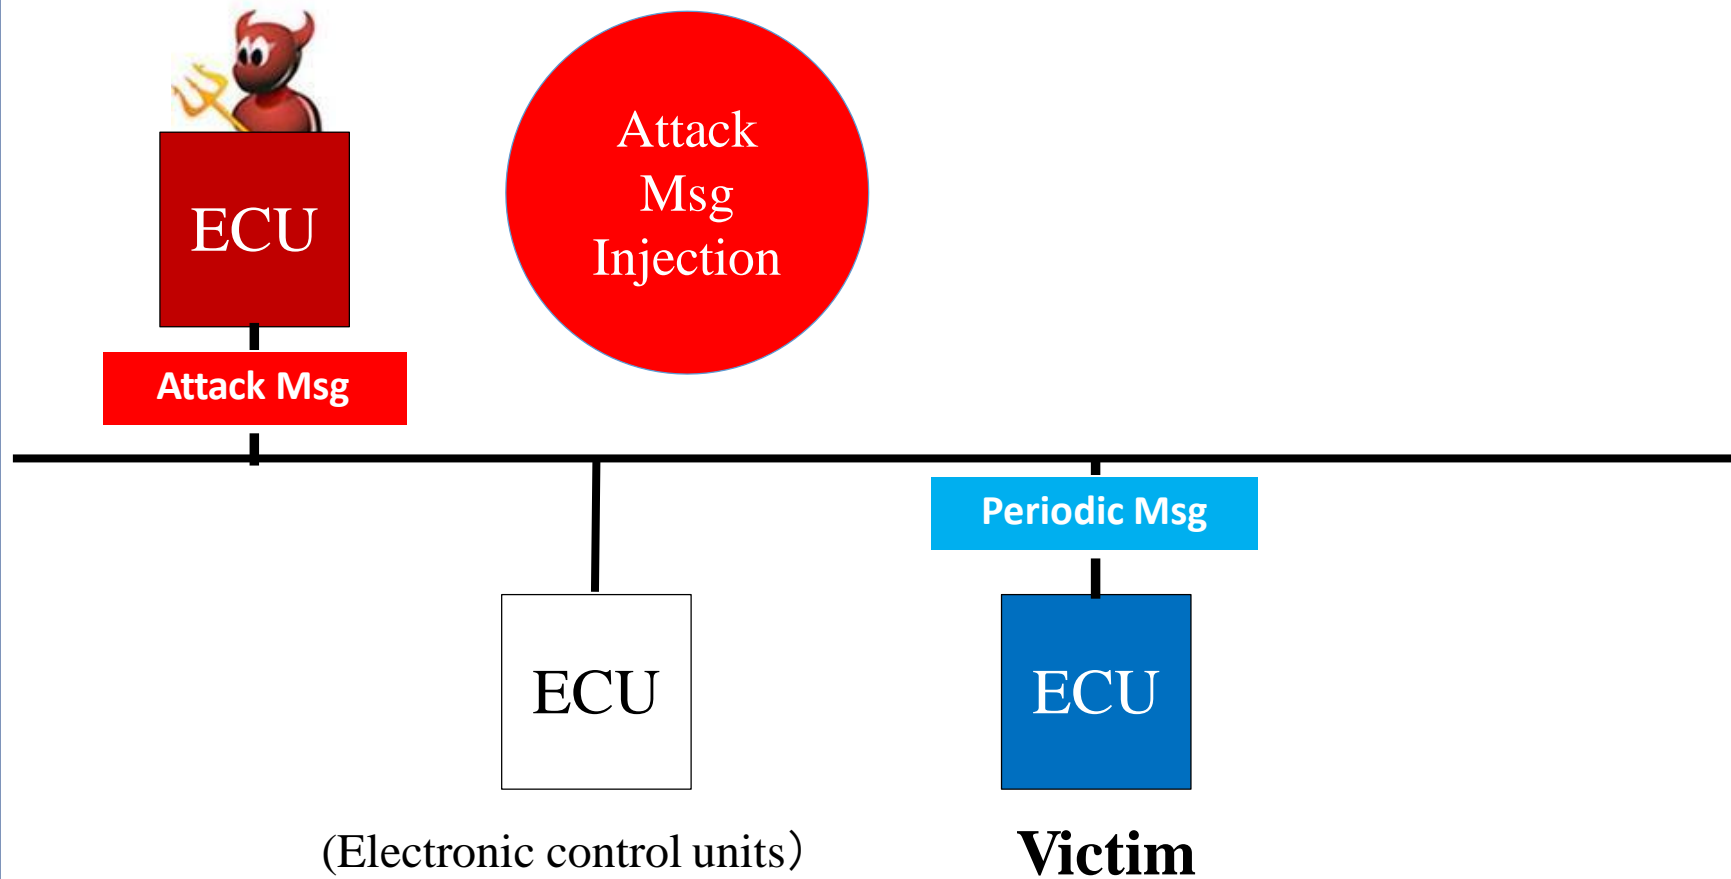 Attack
Msg
Injection
ECU
Attack Msg
Periodic Msg
ECU
ECU
(Electronic control units）
Victim